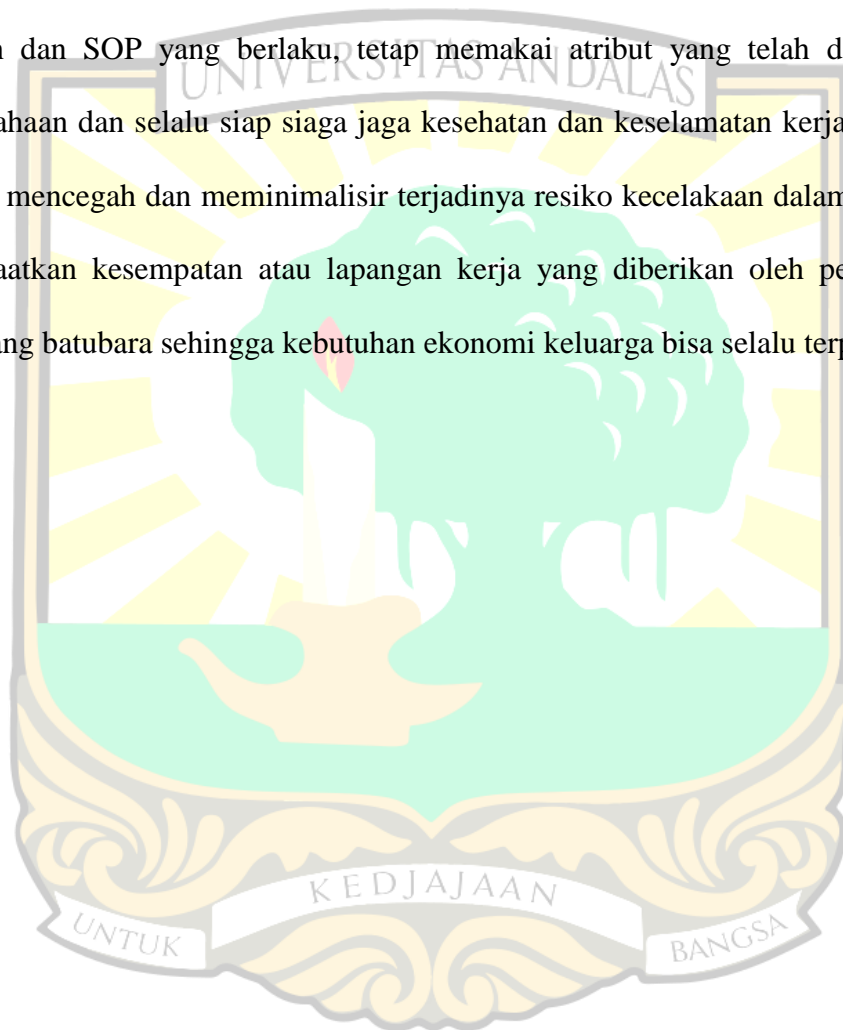 n dan SOP yang berlaku, tetap memakai atribut yang telah d
UNIVERSITAS ANDALAS
ahaan dan selalu siap siaga jaga kesehatan dan keselamatan kerja
mencegah dan meminimalisir terjadinya resiko kecelakaan dalam
aatkan kesempatan atau lapangan kerja yang diberikan oleh pe
ang batubara sehingga kebutuhan ekonomi keluarga bisa selalu terp
KEDJAJAAN
UNTUK
BANGSA